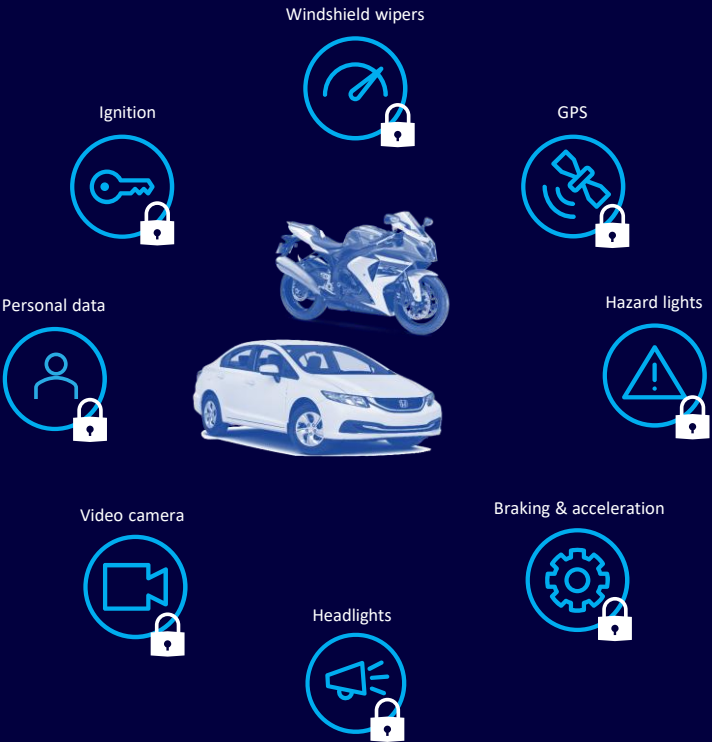 Windshield wipers
Ignition
GPS
Personal data
Hazard lights
Video camera
Braking & acceleration
Headlights